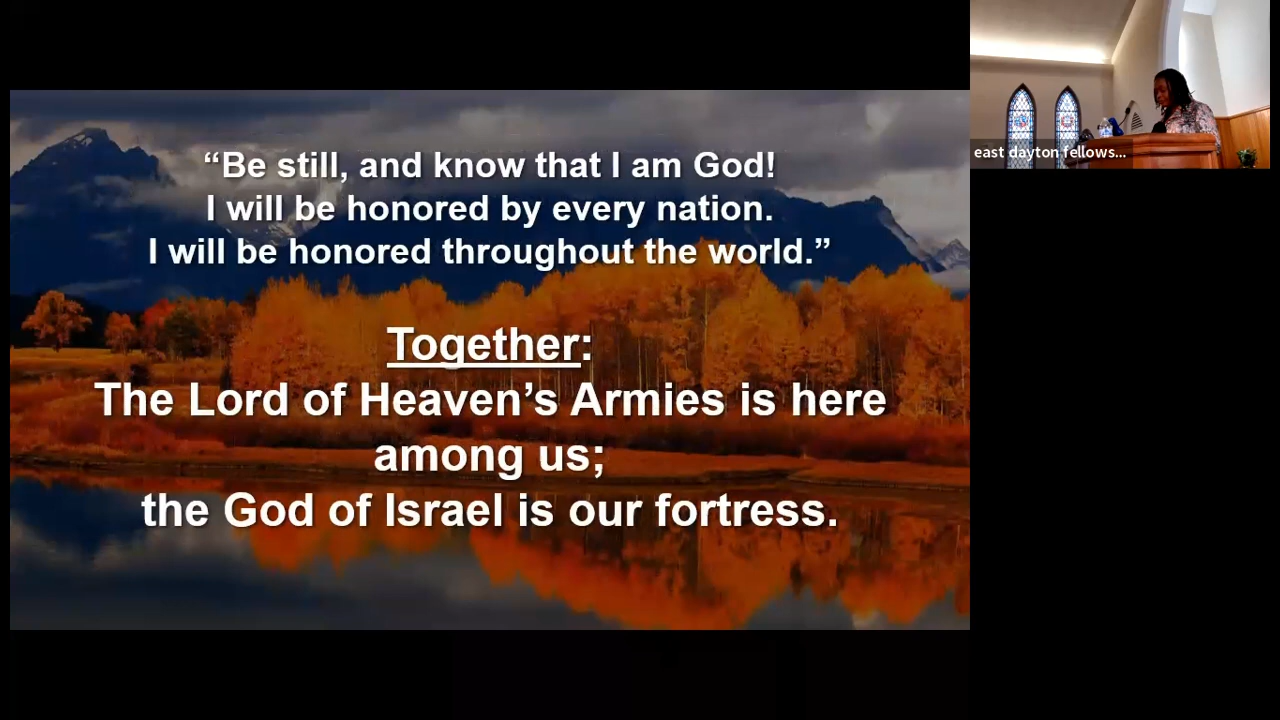 “Be still, and know that I am God!
I will be honored by every nation.
I will be honored throughout the world.”
Together:
The Lord of Heaven’s Armies is here
among us;
the God of Israel is our fortress.
east dayton fellows...